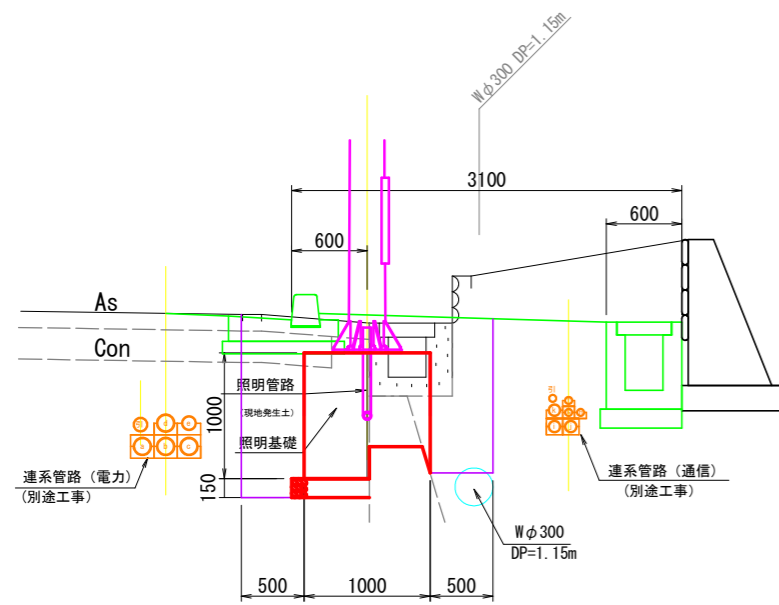 Wφ300 DP=1.15m
3100
600
600
As
Con
照明管路
(現地発生土)
照明基礎
1000
150
連系管路（電力）
(別途工事)
連系管路（通信）
(別途工事)
Wφ300
DP=1.15m
500
1000
500